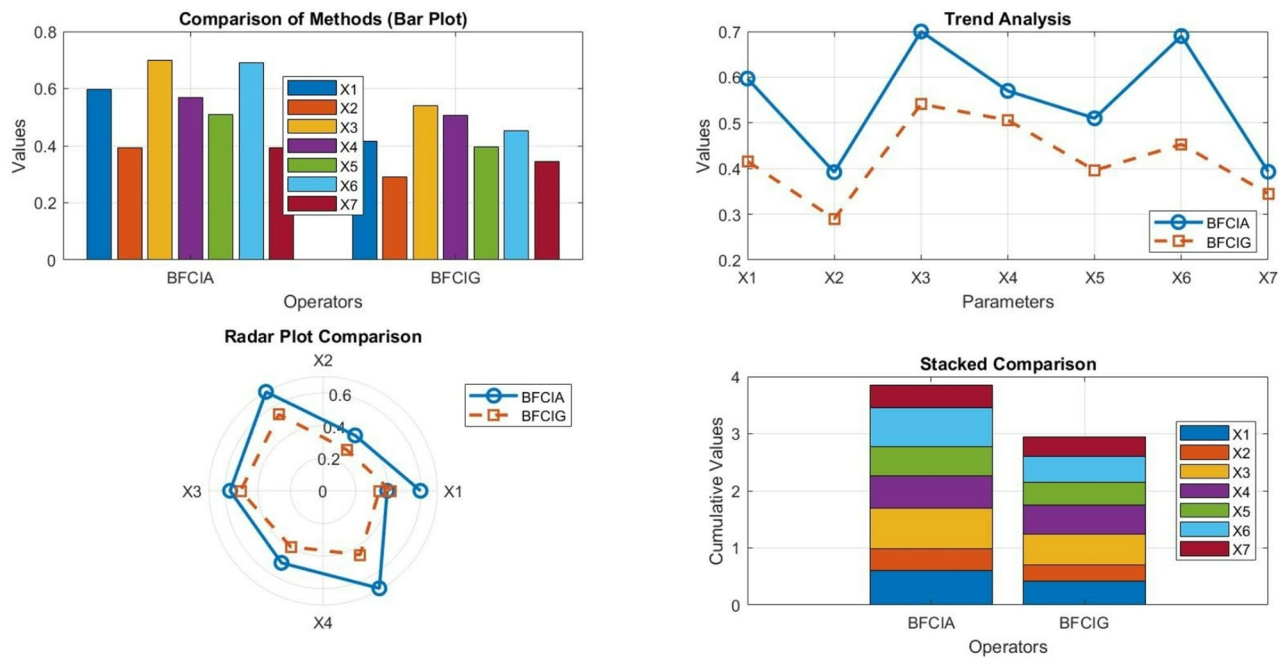 Comparison of Methods (Bar Plot)
0.8
0.6
0.4
0.2
0
Values
BFCIA
BFCIG
Operators
X1
X2
X3
X4
X5
X6
X7
Trend Analysis
0.7
0.6
0.5
0.4
0.3
0.2
Values
X1
X2
X3
X4
X5
X6
X7
Parameters
BFCIA
BFCIG
Radar Plot Comparison
X2
0.6
0.4
0.2
0
X3
X1
X4
BFCIA
BFCIG
Stacked Comparison
4
3
2
1
0
Cumulative Values
BFCIA
BFCIG
Operators
X1
X2
X3
X4
X5
X6
X7